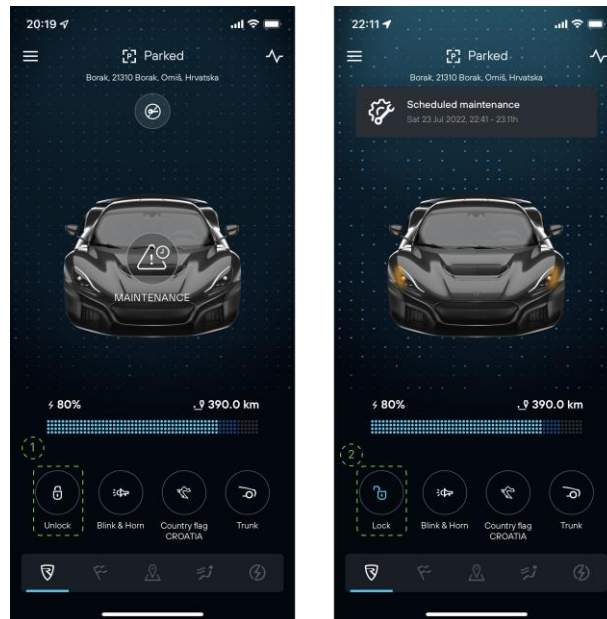 20:19
Parked
Borak, 21310 Borak, Omiš, Hrvatska
MAINTENANCE
80%
390.0 km
1
Unlock
Blink & Horn
Country flag
CROATIA
Trunk
22:11
Parked
Borak, 21310 Borak, Omiš, Hrvatska
Scheduled maintenance
Sat 23 Jul 2022, 22:41 - 23:11h
80%
390.0 km
2
Lock
Blink & Horn
Country flag
CROATIA
Trunk